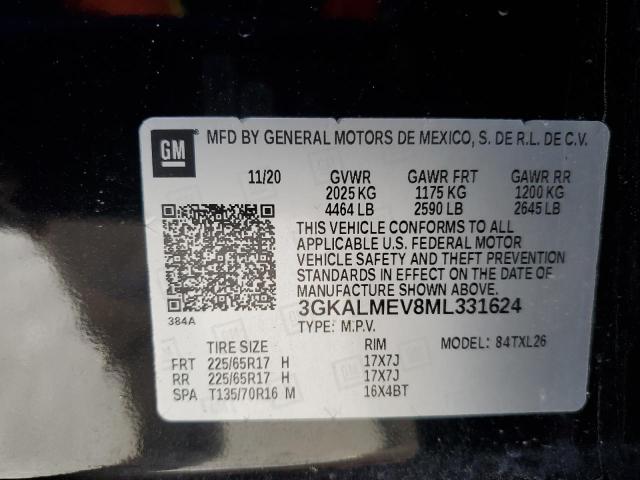 GM
MFD BY GENERAL MOTORS DE MEXICO, S. DE R.L. DE C.V.
11/20 GVWR GAWR FRT GAWR RR
2025 KG 1175 KG 1200 KG
4464 LB 2590 LB 2645 LB
THIS VEHICLE CONFORMS TO ALL
APPLICABLE U.S. FEDERAL MOTOR
VEHICLE SAFETY AND THEFT PREVENTION
STANDARDS IN EFFECT ON THE DATE OF
MANUFACTURE SHOWN ABOVE.
384A
3GKALMEV8ML331624
TYPE: M.P.V.
TIRE SIZE RIM MODEL: 84TXL26
FRT 225/65R17 H 17X7J
RR 225/65R17 H 17X7J
SPA T135/70R16 M 16X4BT